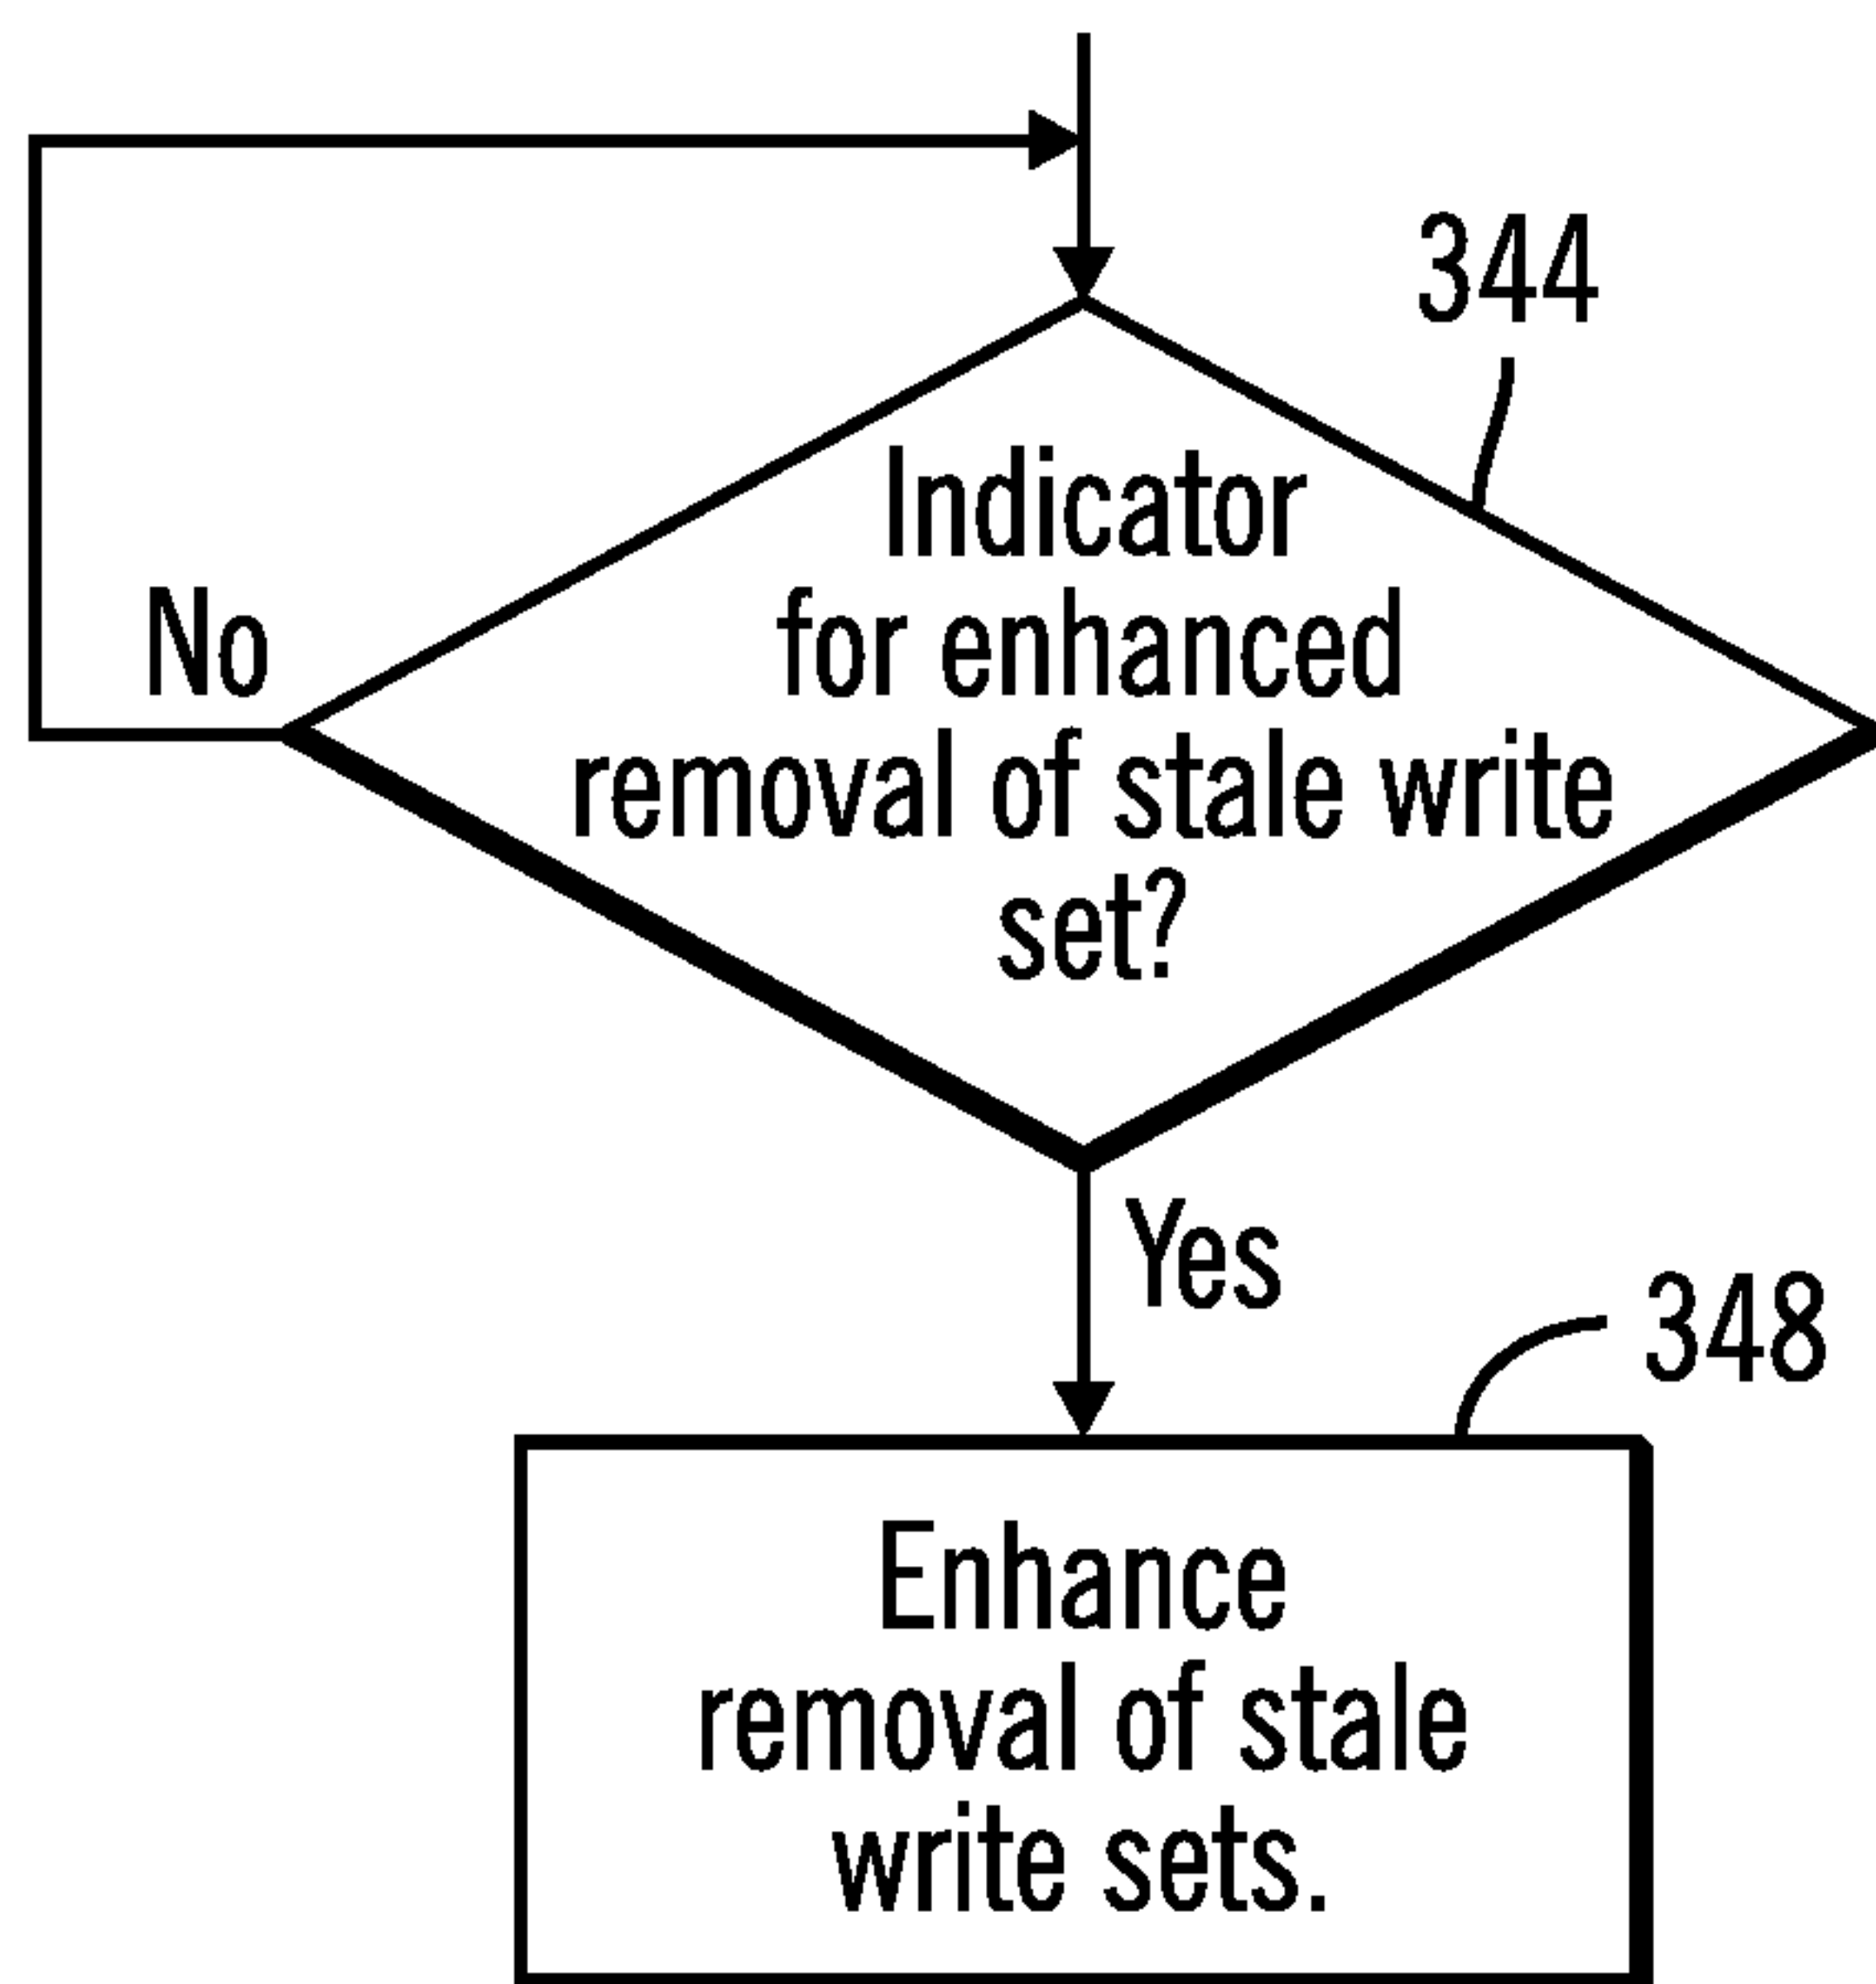 344
Indicator
for enhanced
removal of stale write
set?
No
Yes
348
Enhance
removal of stale
write sets.